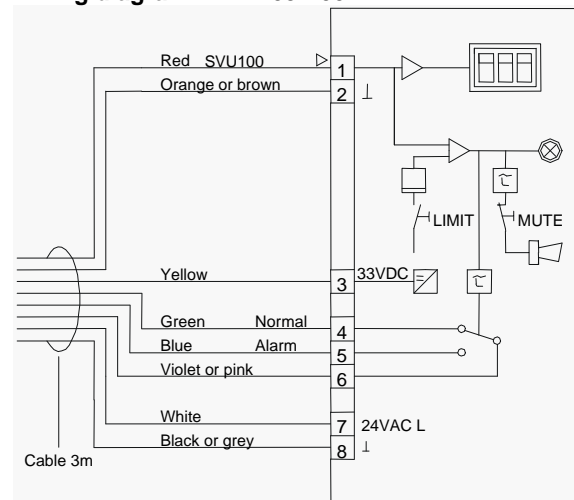 Red SVU100 1
Orange or brown 2 ⊥
LIMIT MUTE
Yellow 3 33VDC
Green Normal 4
Blue Alarm 5
Violet or pink 6
White 7 24VAC L
Black or grey 8 ⊥
Cable 3m